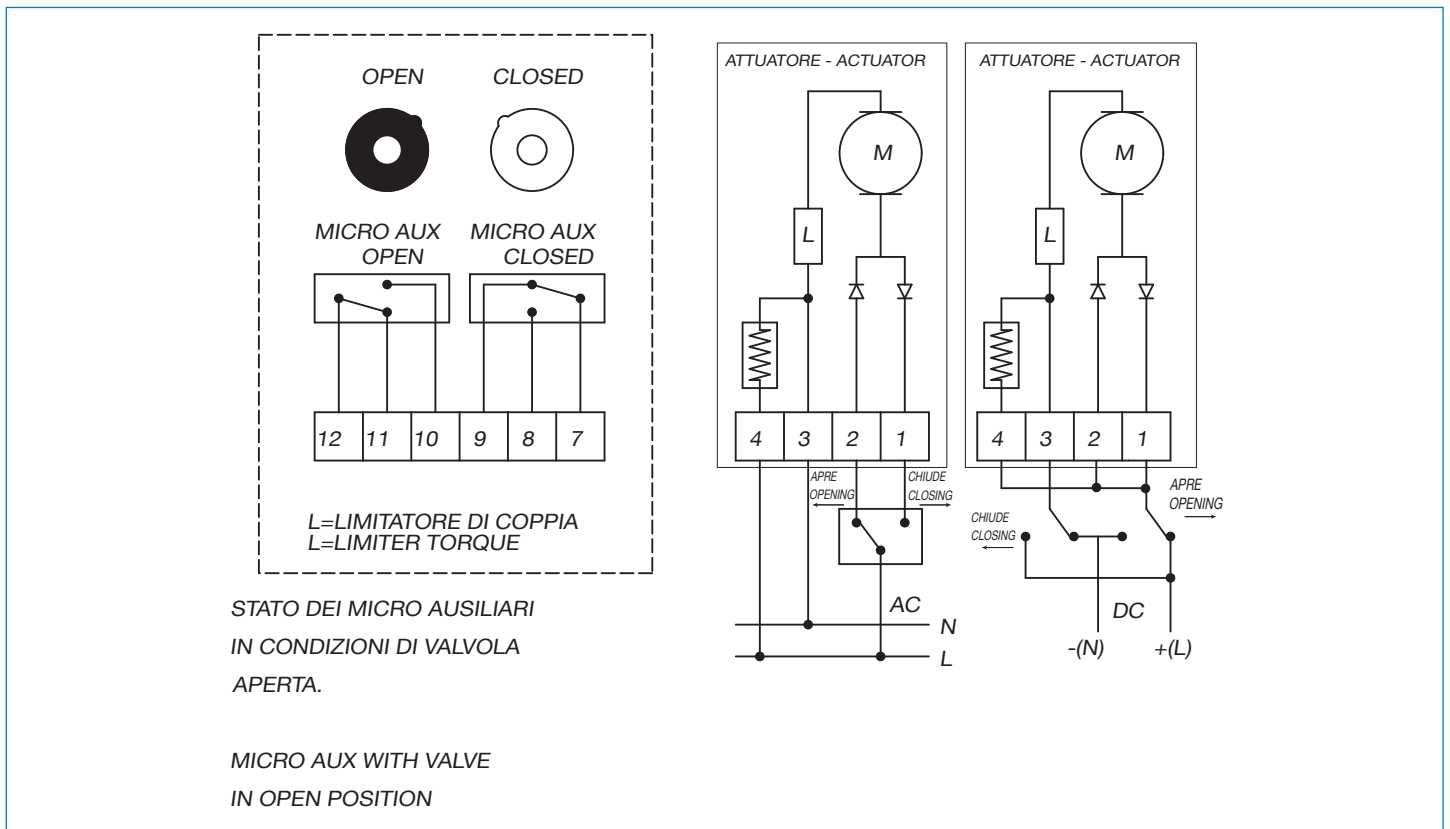 OPEN CLOSED
MICRO AUX
OPEN
MICRO AUX
CLOSED
12 11 10 9 8 7
L=LIMITATORE DI COPPIA
L=LIMITER TORQUE
STATO DEI MICRO AUSILIARI
IN CONDIZIONI DI VALVOLA
APERTA.
MICRO AUX WITH VALVE
IN OPEN POSITION
ATTUATORE - ACTUATOR
M
L
4 3 2 1
APRE
OPENING
CHIUDE
CLOSING
AC
N
L
ATTUATORE - ACTUATOR
M
L
4 3 2 1
APRE
OPENING
CHIUDE
CLOSING
DC
-(N) +(L)